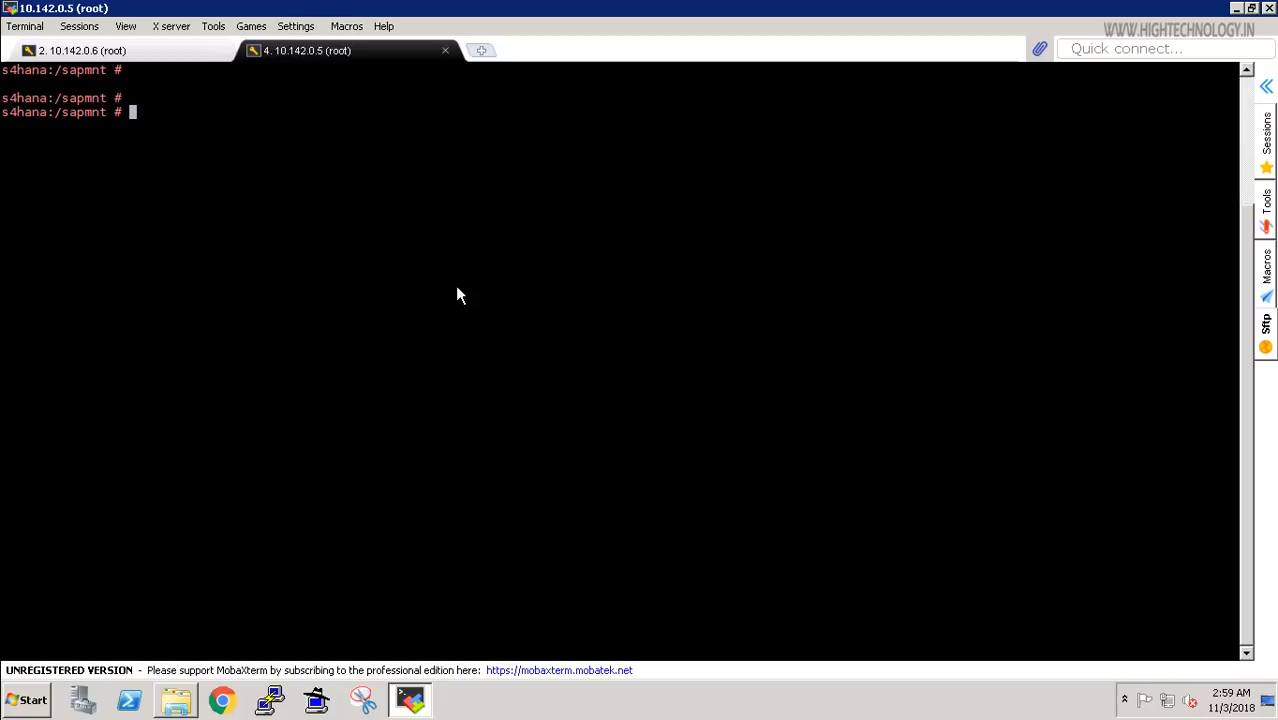 10.142.0.5 (root)
Terminal Sessions View X server Tools Games Settings Macros Help
WWW.HIGHTECHNOLOGY.IN
2. 10.142.0.6 (root)
4. 10.142.0.5 (root)
Quick connect...
s4hana:/sapmnt #
s4hana:/sapmnt #
s4hana:/sapmnt #
Sessions
Tools
Macros
Sftp
UNREGISTERED VERSION - Please support MobaXterm by subscribing to the professional edition here: https://mobaxterm.mobatek.net
Start
2:59 AM
11/3/2018